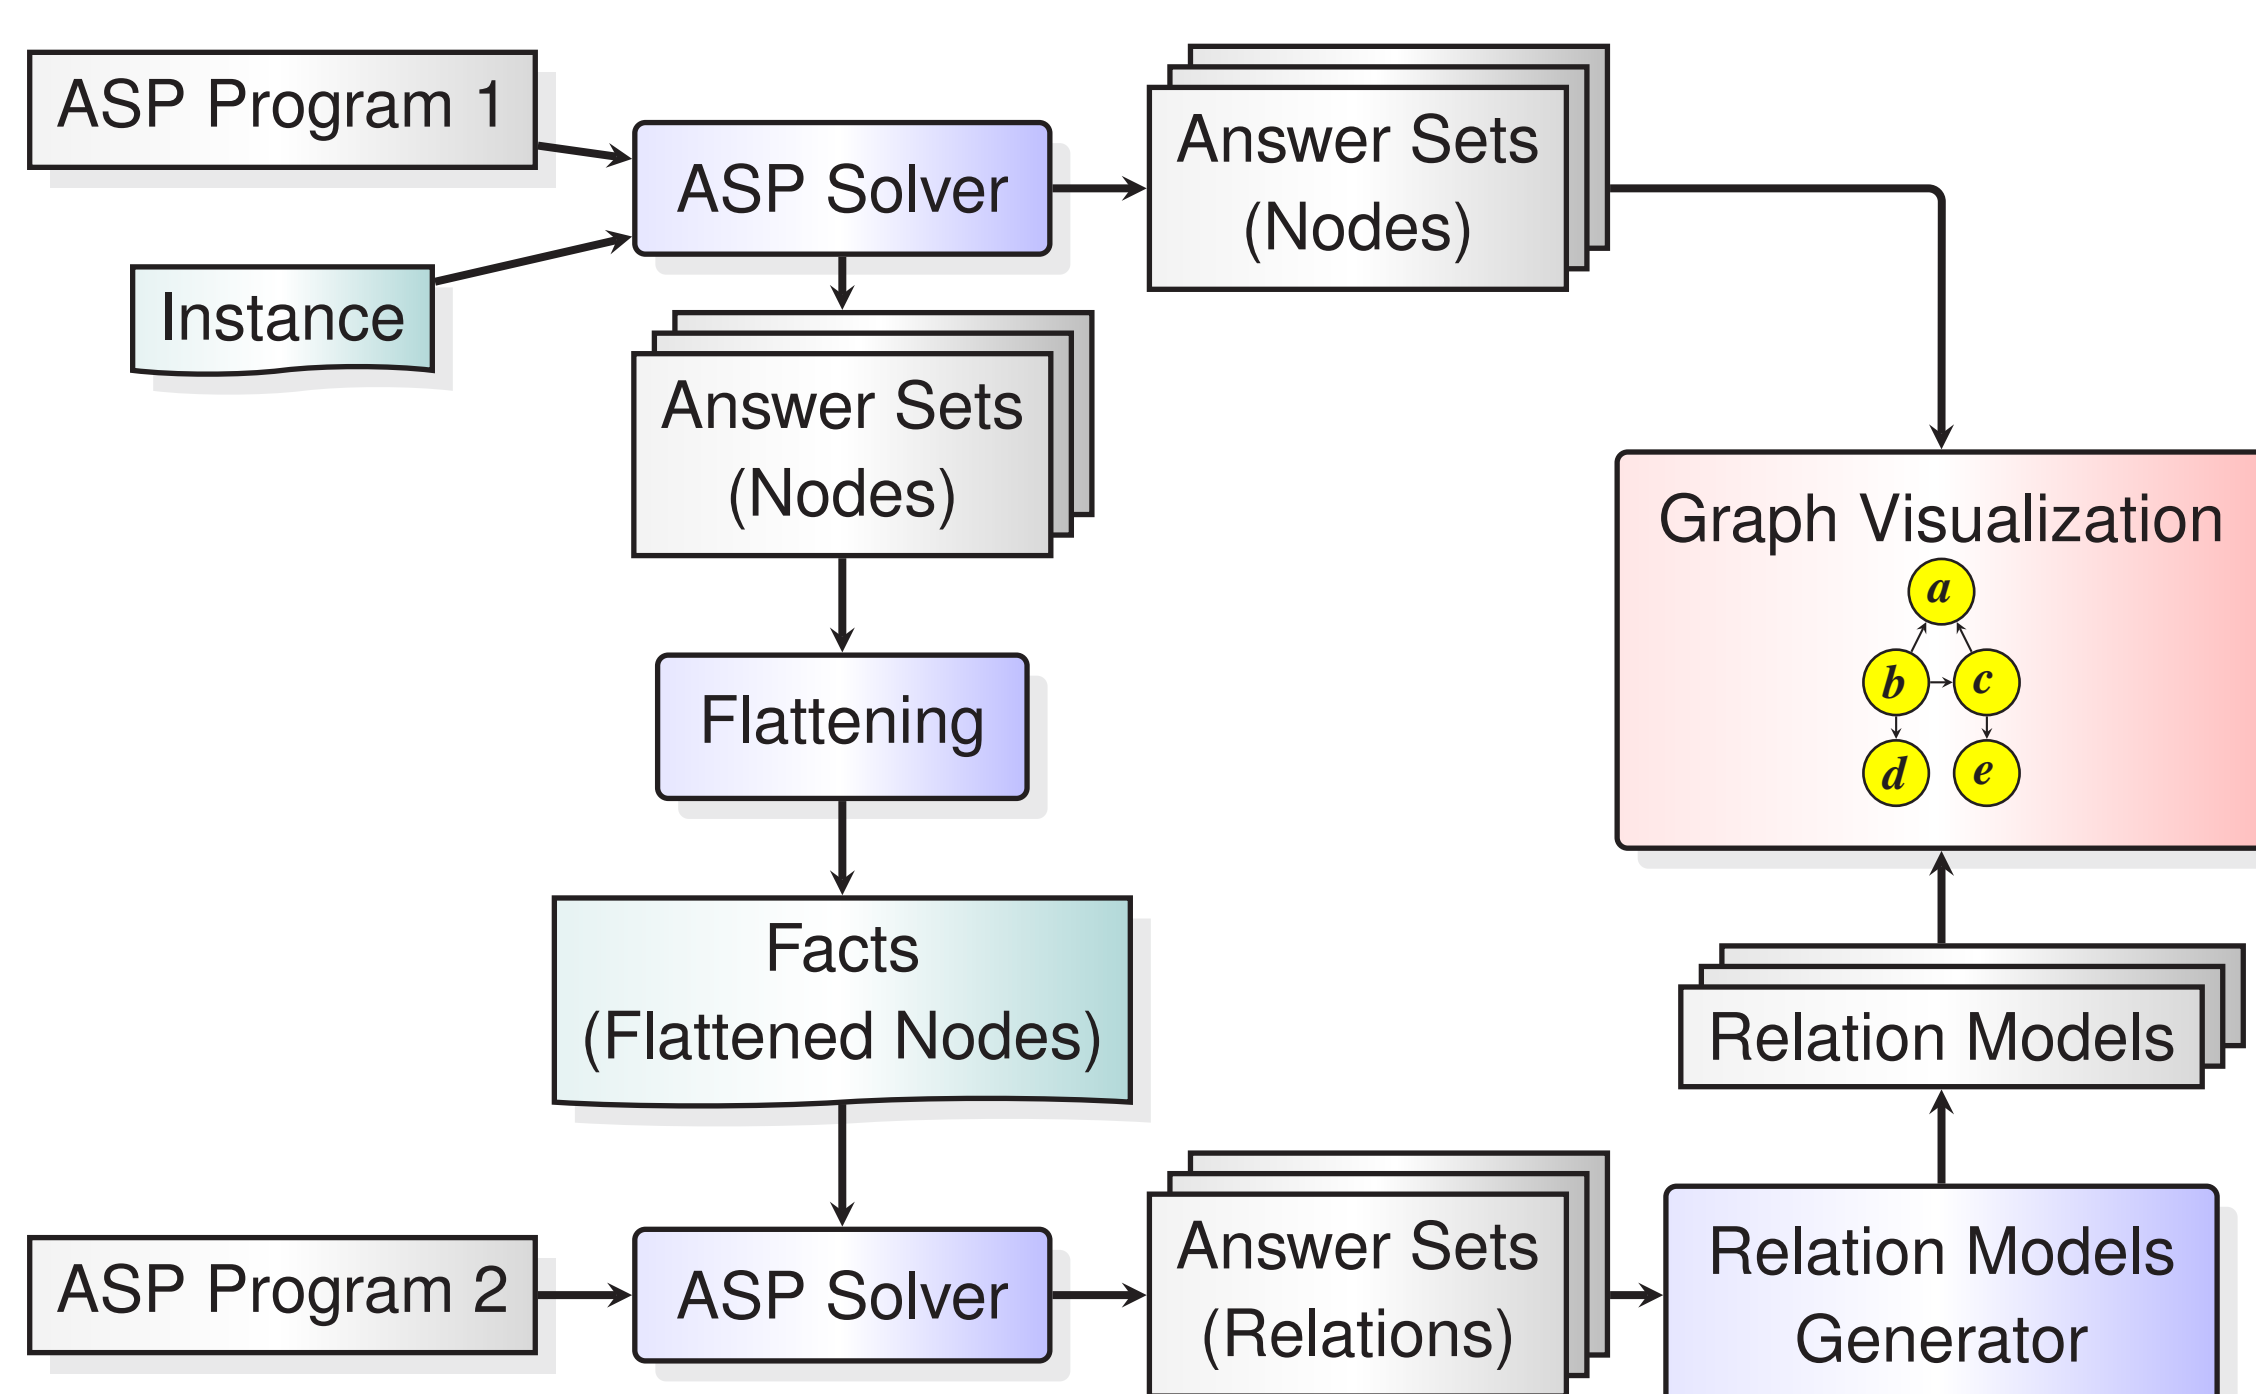 ASP Program 1
ASP Solver
Answer Sets
(Nodes)
Instance
Answer Sets
(Nodes)
Graph Visualization
a
b
c
d
e
Flattening
Facts
(Flattened Nodes)
Relation Models
ASP Program 2
ASP Solver
Answer Sets
(Relations)
Relation Models
Generator